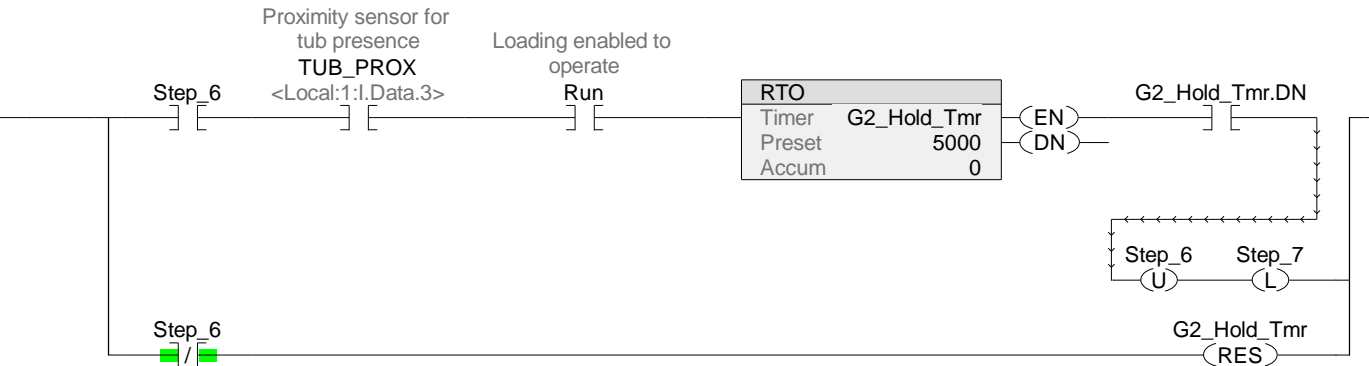 Proximity sensor for
tub presence
TUB_PROX
<Local:1:I.Data.3>
Loading enabled to
operate
Run
Step_6
RTO
Timer G2_Hold_Tmr
Preset 5000
Accum 0
EN
DN
G2_Hold_Tmr.DN
Step_6
U
Step_7
L
Step_6
/
G2_Hold_Tmr
RES